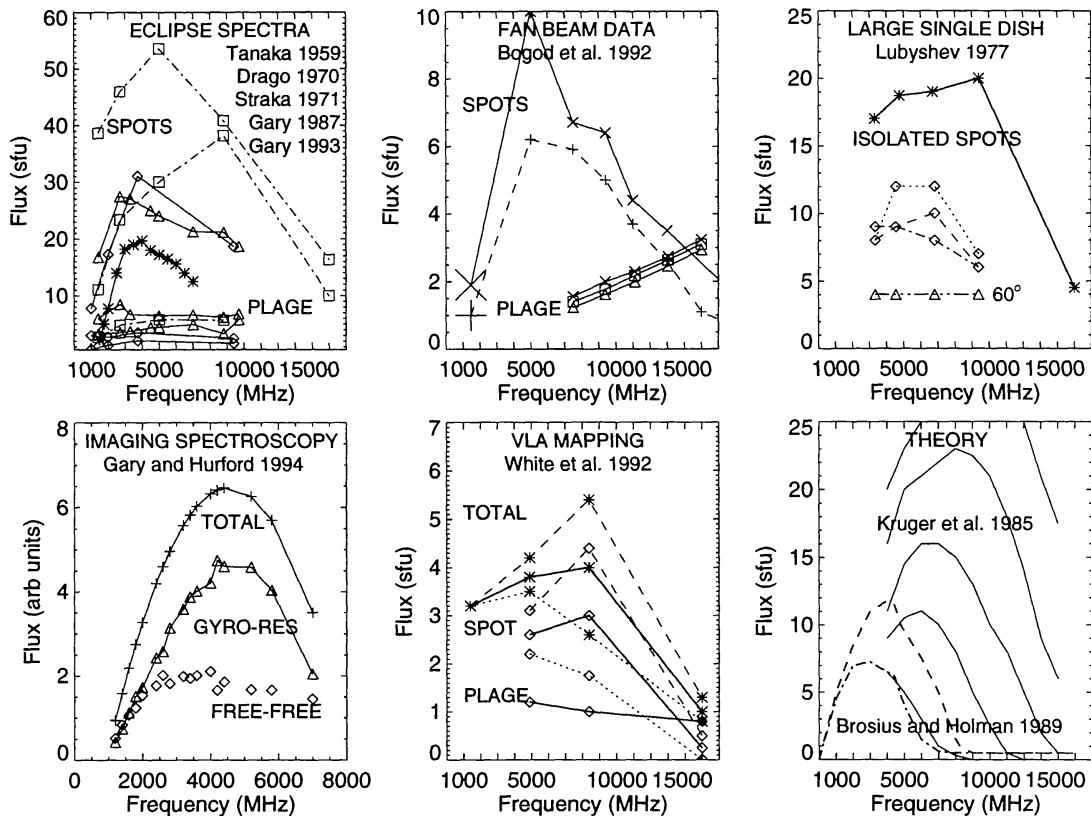 ECLIPSE SPECTRA
Tanaka 1959
Drago 1970
Straka 1971
Gary 1987
Gary 1993
SPOTS
PLAGE
Flux (sfu)
60
50
40
30
20
10
1000 5000 10000 15000
Frequency (MHz)
FAN BEAM DATA
Bogod et al. 1992
SPOTS
PLAGE
Flux (sfu)
10
8
6
4
2
0
1000 5000 10000 15000
Frequency (MHz)
LARGE SINGLE DISH
Lubyshev 1977
ISOLATED SPOTS
60°
Flux (sfu)
25
20
15
10
5
0
1000 5000 10000 15000
Frequency (MHz)
IMAGING SPECTROSCOPY
Gary and Hurford 1994
TOTAL
GYRO-RES
FREE-FREE
Flux (arb units)
8
6
4
2
0
0 2000 4000 6000 8000
Frequency (MHz)
VLA MAPPING
White et al. 1992
TOTAL
SPOT
PLAGE
Flux (sfu)
7
6
5
4
3
2
1
0
1000 5000 10000 15000
Frequency (MHz)
THEORY
Kruger et al. 1985
Brosius and Holman 1989
Flux (sfu)
25
20
15
10
5
0
1000 5000 10000 15000
Frequency (MHz)